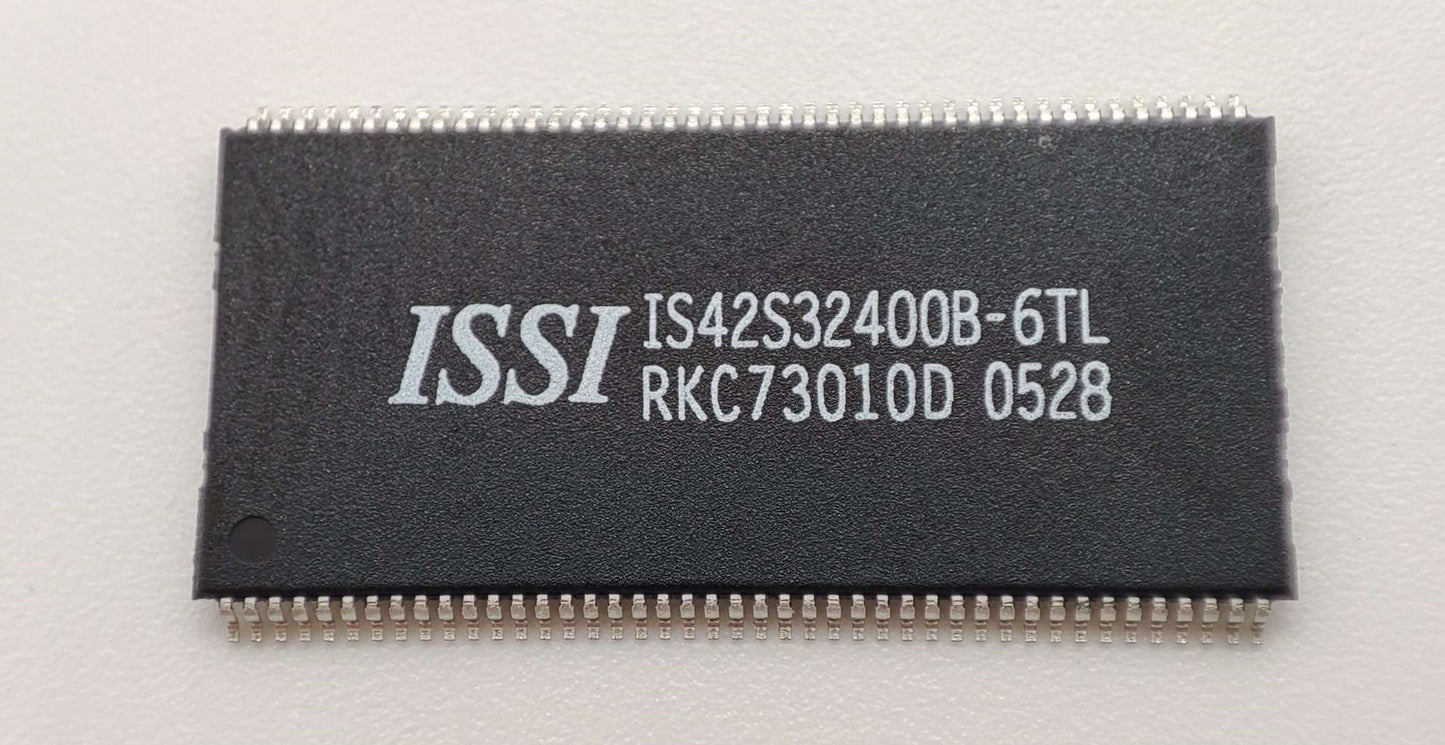 ISSI
IS42S32400B-6TL
RKC73010D 0528